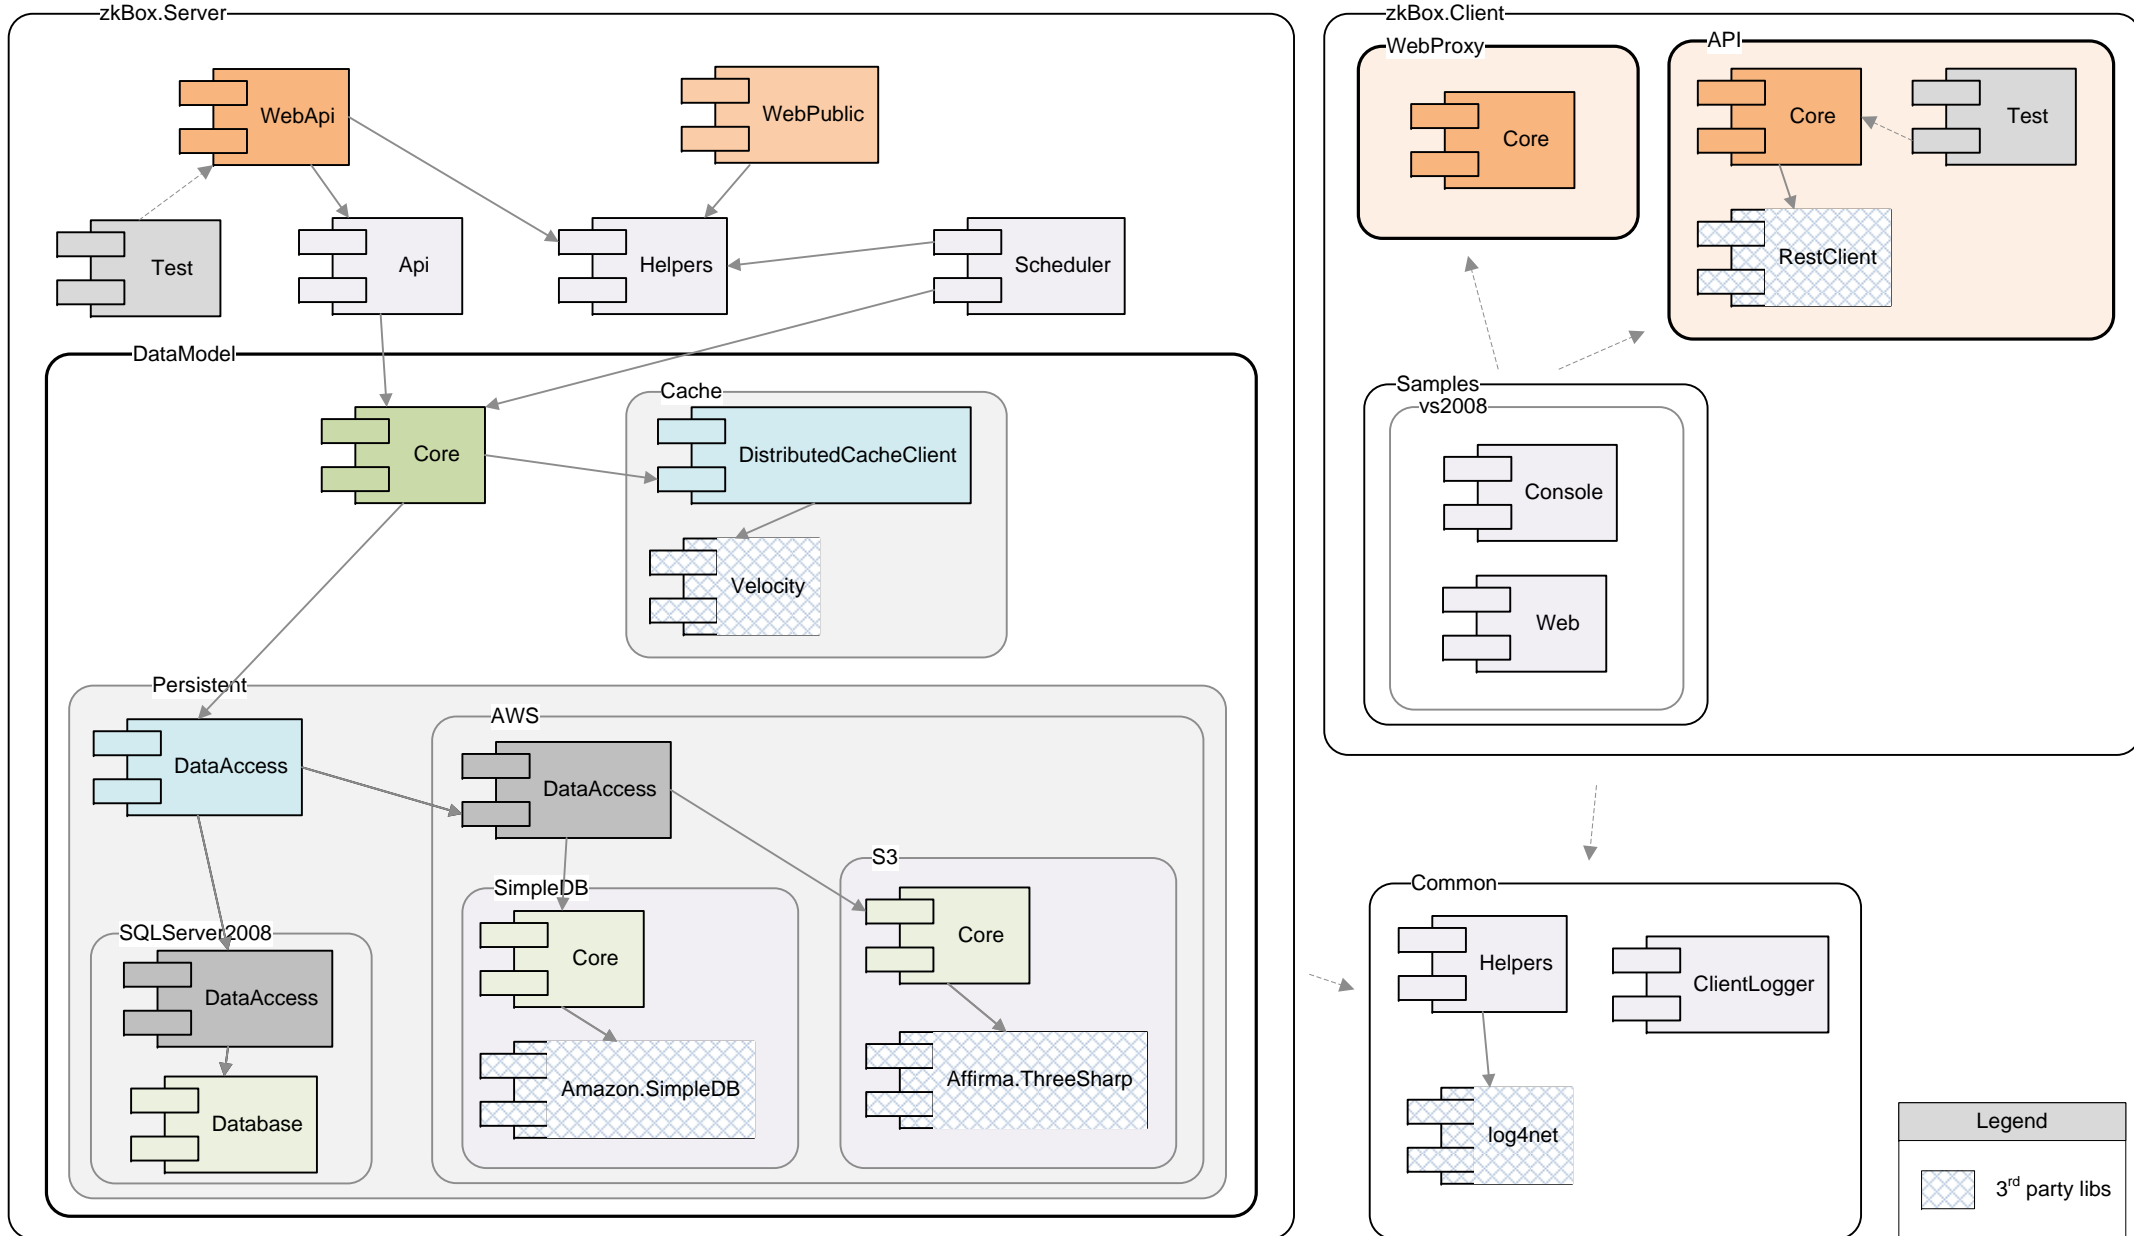 zkBox.Server
WebApi
WebPublic
Test
Api
Helpers
Scheduler
DataModel
Core
Cache
DistributedCacheClient
Velocity
Persistent
DataAccess
AWS
DataAccess
SQLServer2008
DataAccess
Database
SimpleDB
Core
Amazon.SimpleDB
S3
Core
Affirma.ThreeSharp
zkBox.Client
WebProxy
Core
API
Core
Test
RestClient
Samples
vs2008
Console
Web
Common
Helpers
ClientLogger
log4net
Legend
3rd party libs